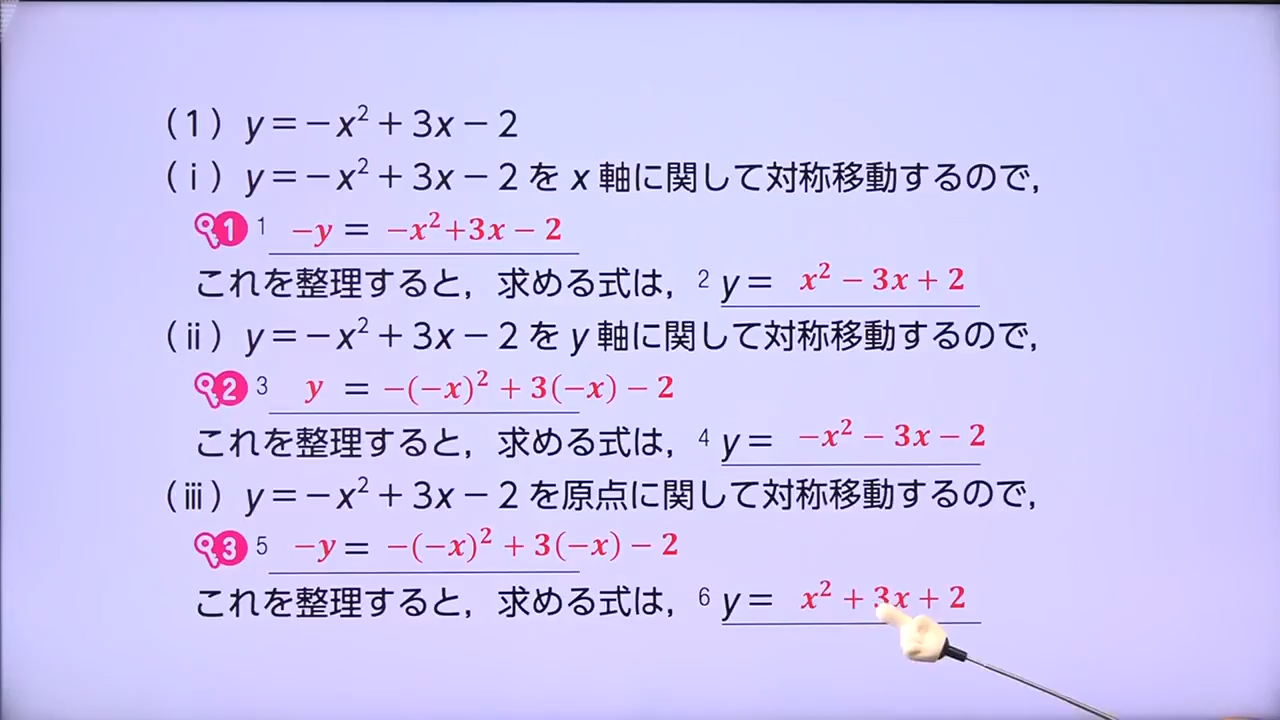 (1) y＝－x²＋3x－2
(ⅰ) y＝－x²＋3x－2をx軸に関して対称移動するので，
1 1 －y＝－x²+3x－2
これを整理すると，求める式は， 2 y＝ x²－3x＋2
(ⅱ) y＝－x²＋3x－2をy軸に関して対称移動するので，
2 3 y ＝－(－x)²＋3(－x)－2
これを整理すると，求める式は， 4 y＝ －x²－3x－2
(ⅲ) y＝－x²＋3x－2を原点に関して対称移動するので，
3 5 －y＝－(－x)²＋3(－x)－2
これを整理すると，求める式は， 6 y＝ x²＋3x＋2